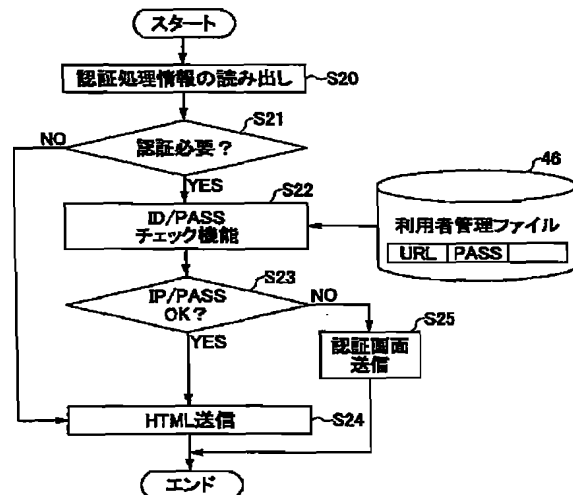 スタート
認証処理情報の読み出し
S20
S21
NO
認証必要？
YES
S22
46
ID/PASS
チェック機能
利用者管理ファイル
URL PASS
S23
IP/PASS
OK?
NO
YES
S25
認証画面
送信
HTML送信
S24
エンド